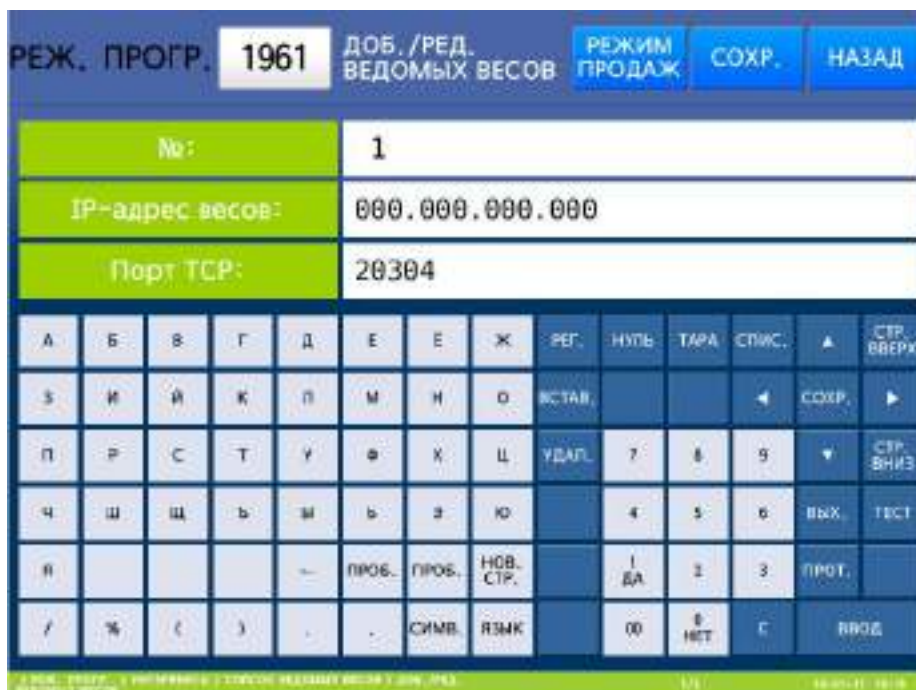 РЕЖ. ПРОГР. 1961 ДОБ./РЕД. ВЕДОМЫХ ВЕСОВ РЕЖИМ ПРОДАЖ СОХР. НАЗАД
№: 1
IP-адрес весов: 000.000.000.000
Порт TCP: 20304
А Б В Г Д Е Ё Ж РЕГ. НУЛЬ ТАРА СПИС. ▲ СТР. ВВЕРХ
З И Й К Л М Н О ВСТАВ. ◀ СОХР. ▶
П Р С Т У Ф Х Ц УДАЛ. 7 8 9 ▼ СТР. ВНИЗ
Ч Ш Щ Ъ Ы Ь Э Ю 4 5 6 ВЫХ. ТЕСТ
Я ПРОБ. ПРОБ. НОВ. СТР. 1 ДА 2 3 ПРОТ.
/ % ( ) . СИМВ. ЯЗЫК 00 0 НЕТ C ВВОД
1/1